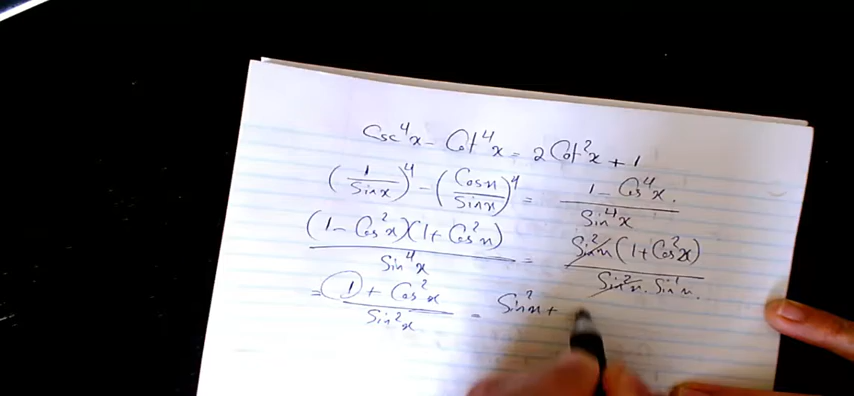 Csc⁴x - Cot⁴x = 2Cot²x + 1
(1/Sinx)⁴ - (Cosx/Sinx)⁴ = 1 - Cos⁴x/Sin⁴x
(1 - Cos²x)(1 + Cos²x)/Sin⁴x = Sin²x(1 + Cos²x)/Sin²x · Sin²x
= 1 + Cos²x/Sin²x = Sin²x +